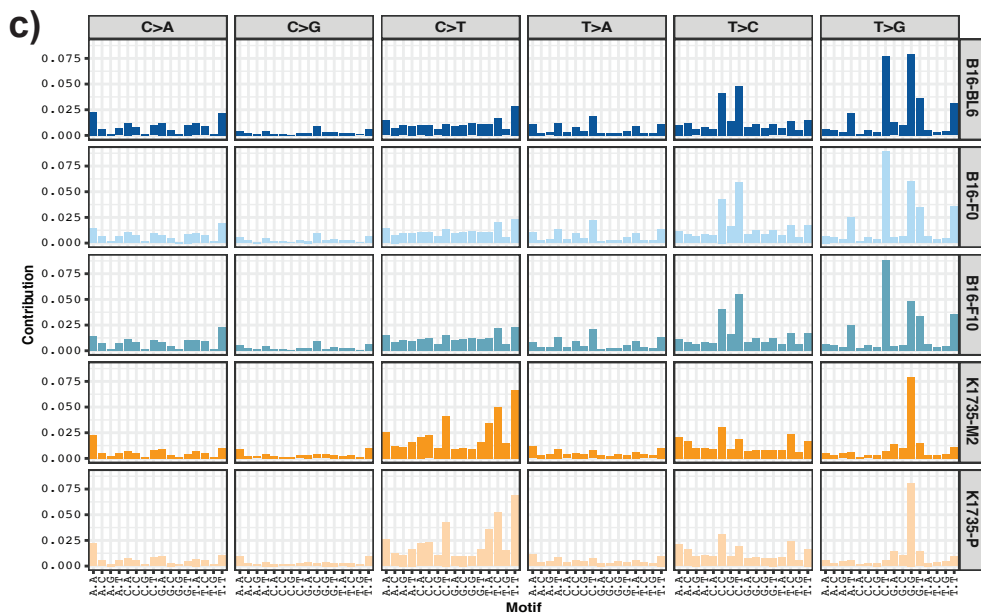 c)
C>A C>G C>T T>A T>C T>G
0.075
0.050
0.025
0.000
B16-BL6
0.075
0.050
0.025
0.000
B16-F0
0.075
0.050
0.025
0.000
B16-F10
0.075
0.050
0.025
0.000
K1735-M2
0.075
0.050
0.025
0.000
K1735-P
Contribution
A.A A.C A.G A.T C.A C.C C.G C.T G.A G.C G.G G.T T.A T.C T.G T.T
A.A A.C A.G A.T C.A C.C C.G C.T G.A G.C G.G G.T T.A T.C T.G T.T
A.A A.C A.G A.T C.A C.C C.G C.T G.A G.C G.G G.T T.A T.C T.G T.T
A.A A.C A.G A.T C.A C.C C.G C.T G.A G.C G.G G.T T.A T.C T.G T.T
A.A A.C A.G A.T C.A C.C C.G C.T G.A G.C G.G G.T T.A T.C T.G T.T
A.A A.C A.G A.T C.A C.C C.G C.T G.A G.C G.G G.T T.A T.C T.G T.T
Motif